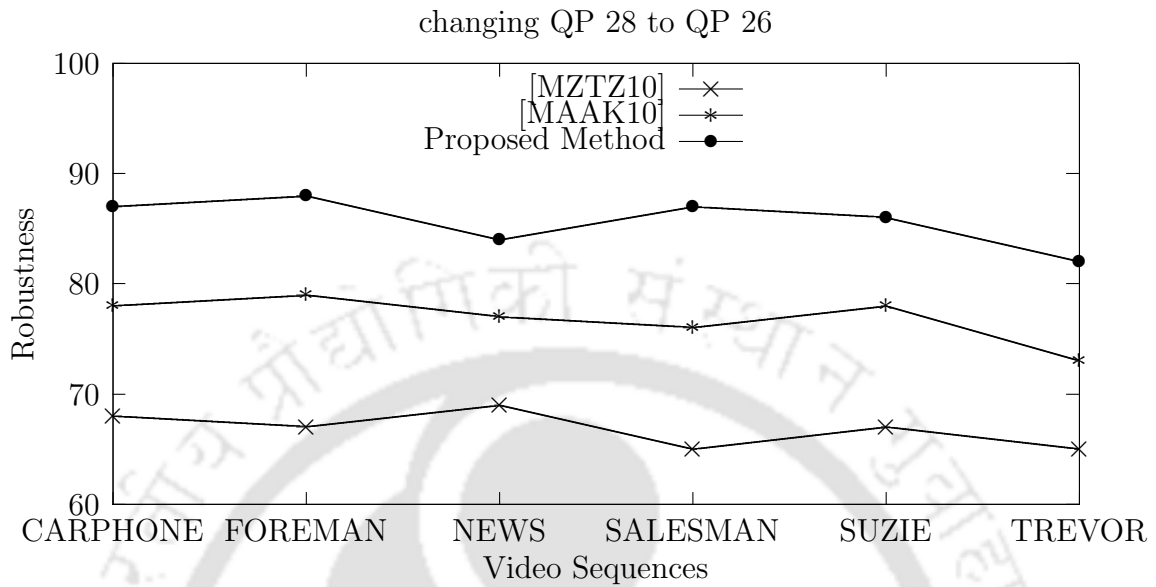 changing QP 28 to QP 26
100
90
80
70
60
Robustness
[MZTZ10]
[MAAK10]
Proposed Method
CARPHONE FOREMAN NEWS SALESMAN SUZIE TREVOR
Video Sequences
प्रौद्योगिकी संस्थान